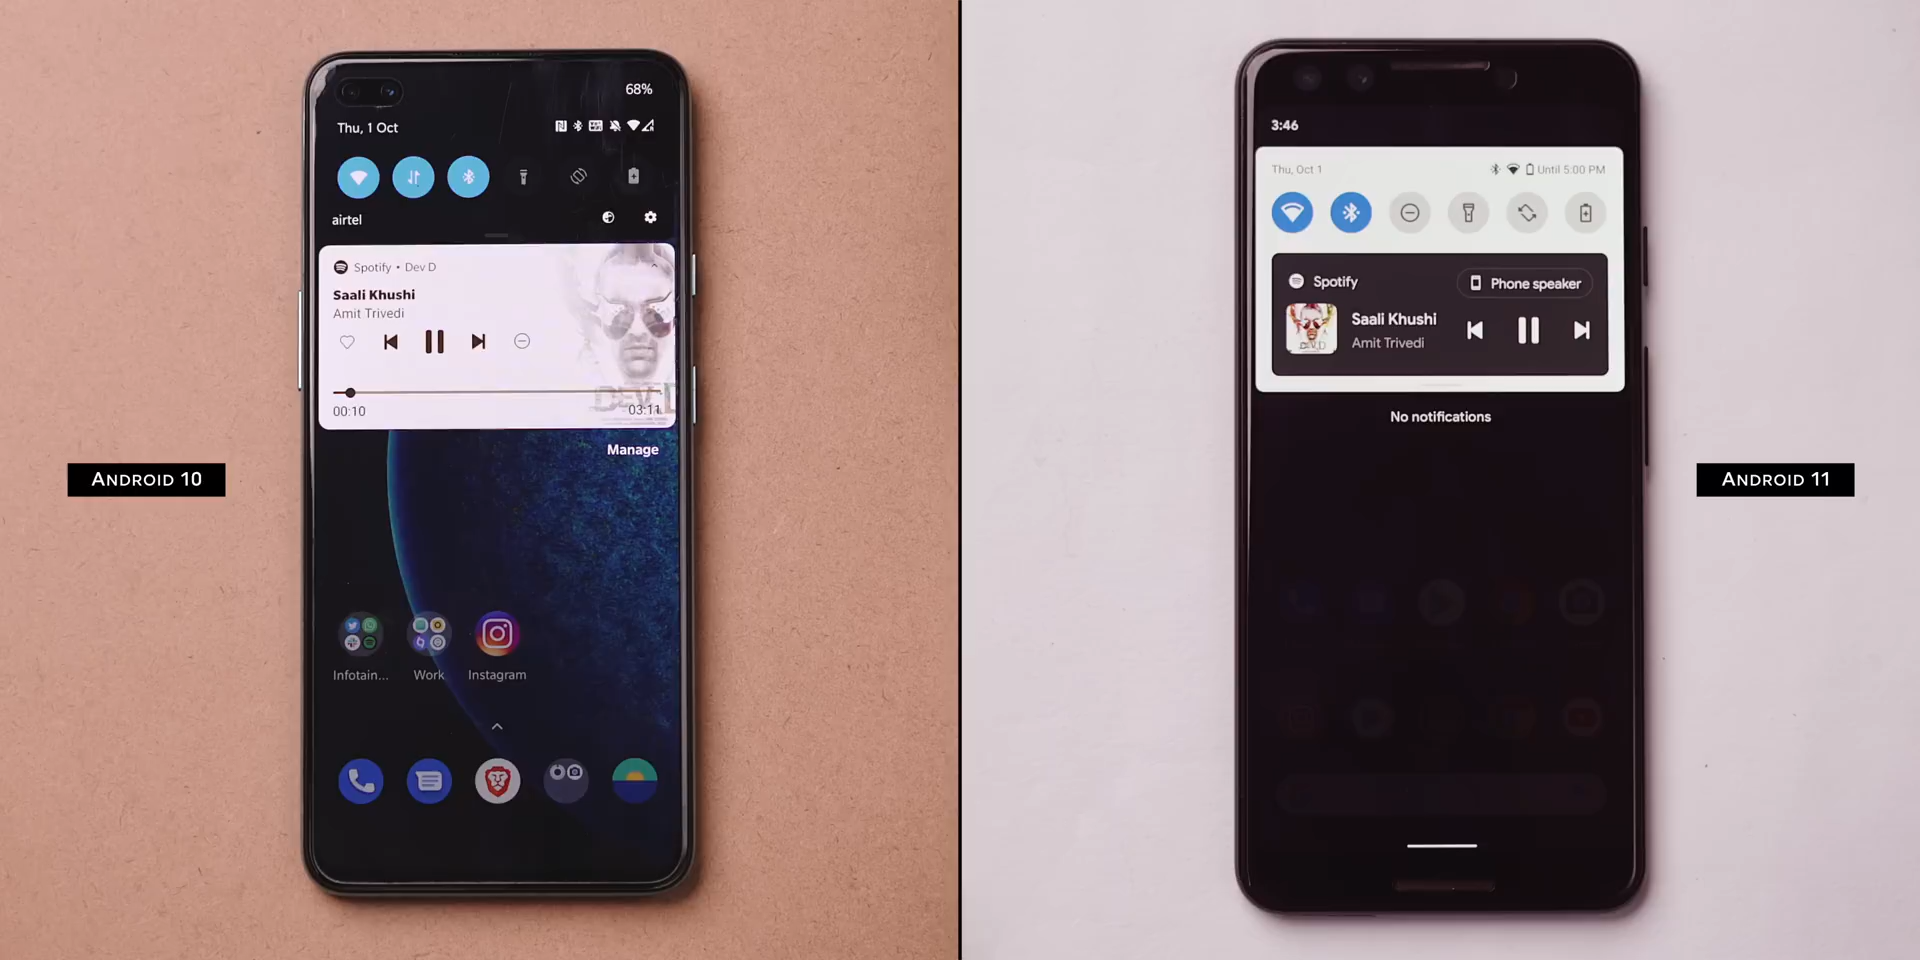 68%
Thu, 1 Oct
airtel
Spotify • Dev D
Saali Khushi
Amit Trivedi
00:10
03:11
Manage
Infotain...
Work
Instagram
ANDROID 10
3:46
Thu, Oct 1
Until 5:00 PM
Spotify
Phone speaker
Saali Khushi
Amit Trivedi
No notifications
ANDROID 11